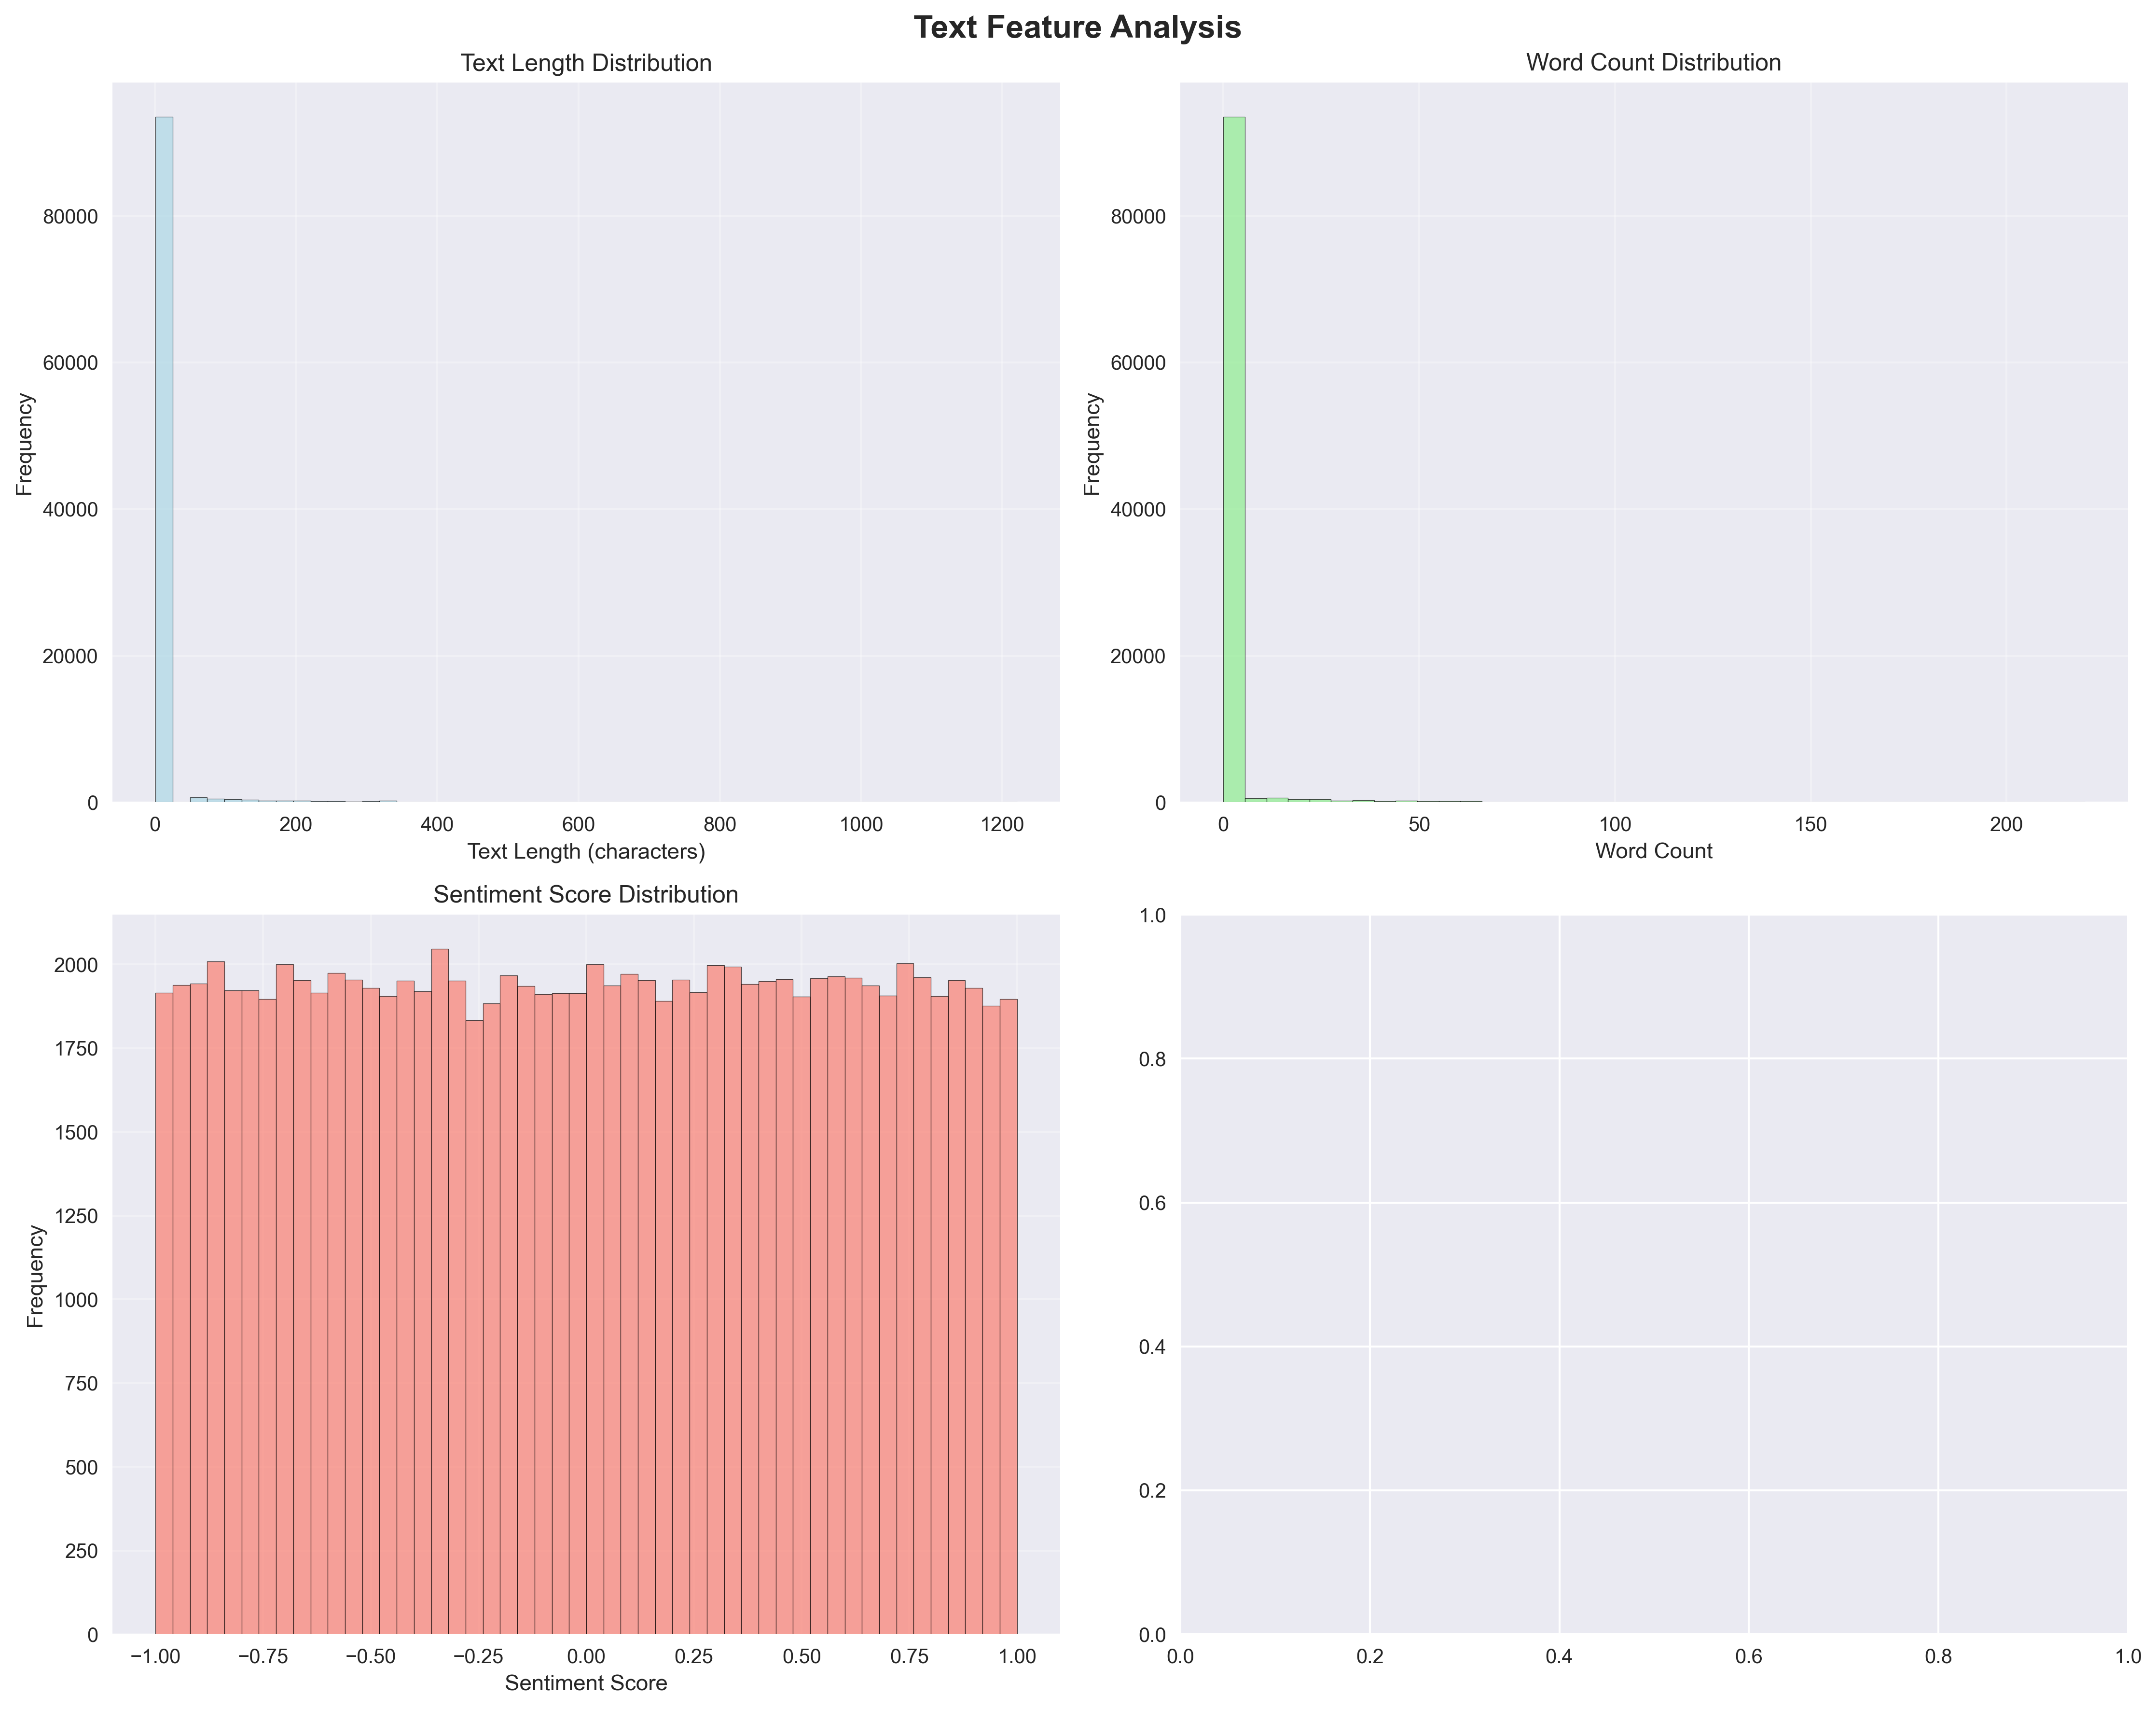 Text Feature Analysis
Text Length Distribution
Frequency
80000
60000
40000
20000
0
0 200 400 600 800 1000 1200
Text Length (characters)
Word Count Distribution
Frequency
80000
60000
40000
20000
0
0 50 100 150 200
Word Count
Sentiment Score Distribution
Frequency
2000
1750
1500
1250
1000
750
500
250
0
−1.00 −0.75 −0.50 −0.25 0.00 0.25 0.50 0.75 1.00
Sentiment Score
1.0
0.8
0.6
0.4
0.2
0.0
0.0 0.2 0.4 0.6 0.8 1.0